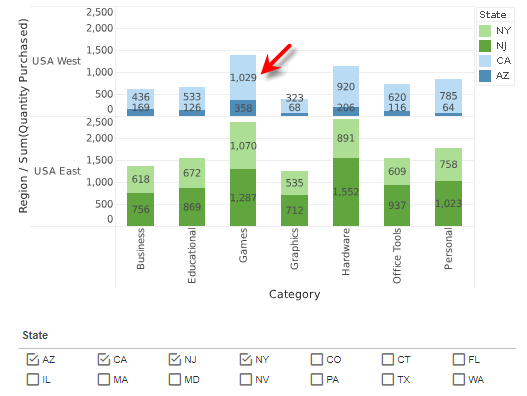 Region / Sum(Quantity Purchased)
USA West
2,500
2,000
1,500
1,000
500
0
436 533 1,029 323 920 620 785
169 126 358 68 206 116 64
USA East
2,500
2,000
1,500
1,000
500
0
618 672 1,070 535 891 609 758
756 869 1,287 712 1,552 937 1,023
Business Educational Games Graphics Hardware Office Tools Personal
Category
State
NY
NJ
CA
AZ
State
AZ CA NJ NY CO CT FL
IL MA MD NV PA TX WA